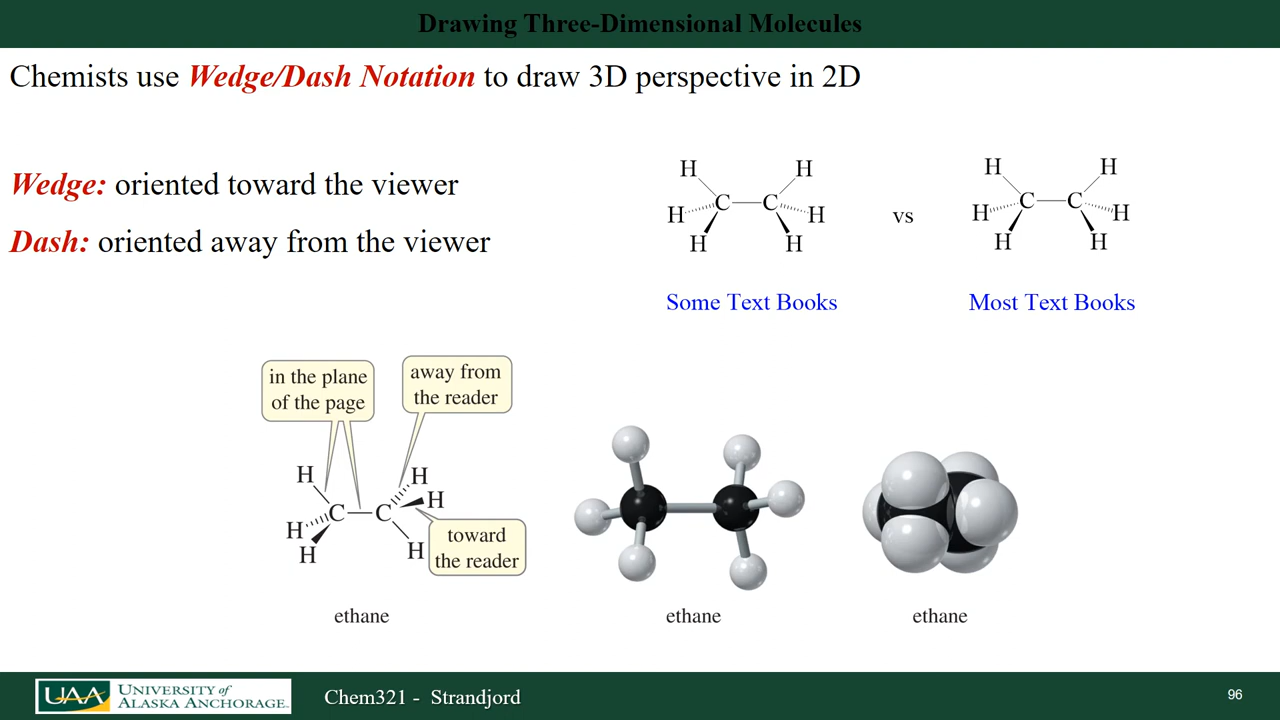 Drawing Three-Dimensional Molecules
Chemists use Wedge/Dash Notation to draw 3D perspective in 2D
Wedge: oriented toward the viewer
Dash: oriented away from the viewer
H H
C C
H H
H H
vs
H H
C C
H H
H H
Some Text Books
Most Text Books
in the plane
of the page
away from
the reader
H H
H
C C
H
H H
toward
the reader
ethane
ethane
ethane
UAA UNIVERSITY of
ALASKA ANCHORAGE
Chem321 - Strandjord
96